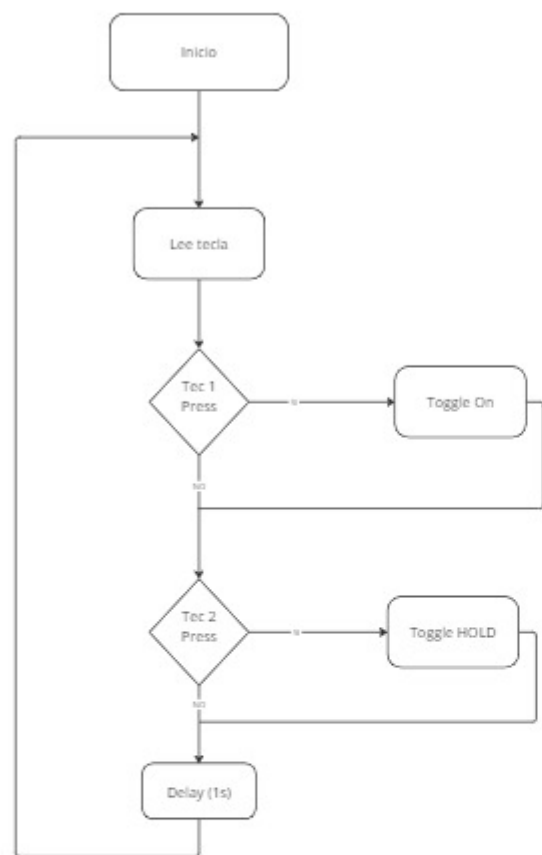 Inicio
Lee tecla
Tec 1
Press
Toggle On
NO
Tec 2
Press
Toggle HOLD
NO
Delay (1s)